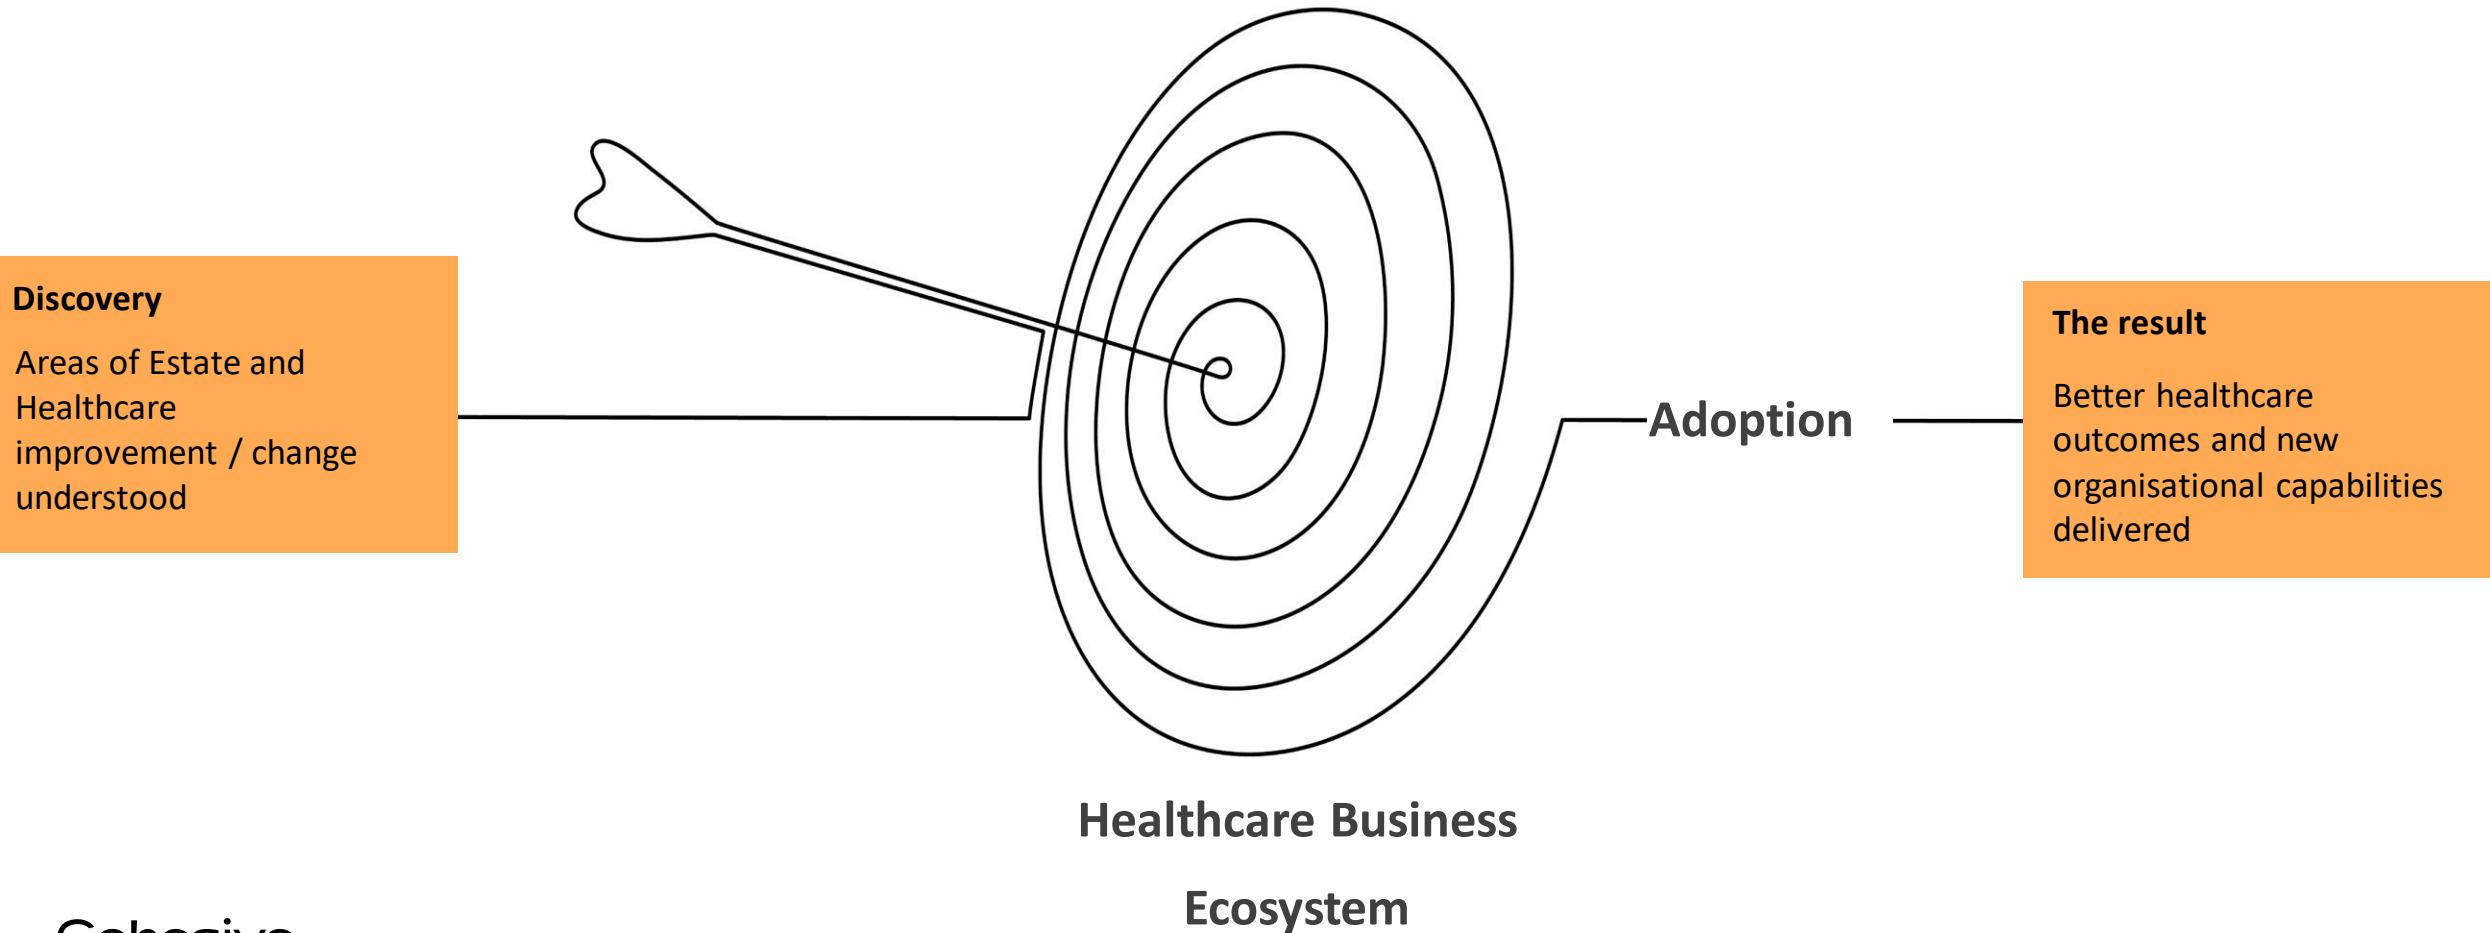 Discovery
Areas of Estate and
Healthcare
improvement / change
understood
Adoption
The result
Better healthcare
outcomes and new
organisational capabilities
delivered
Healthcare Business
Ecosystem
Cohesive